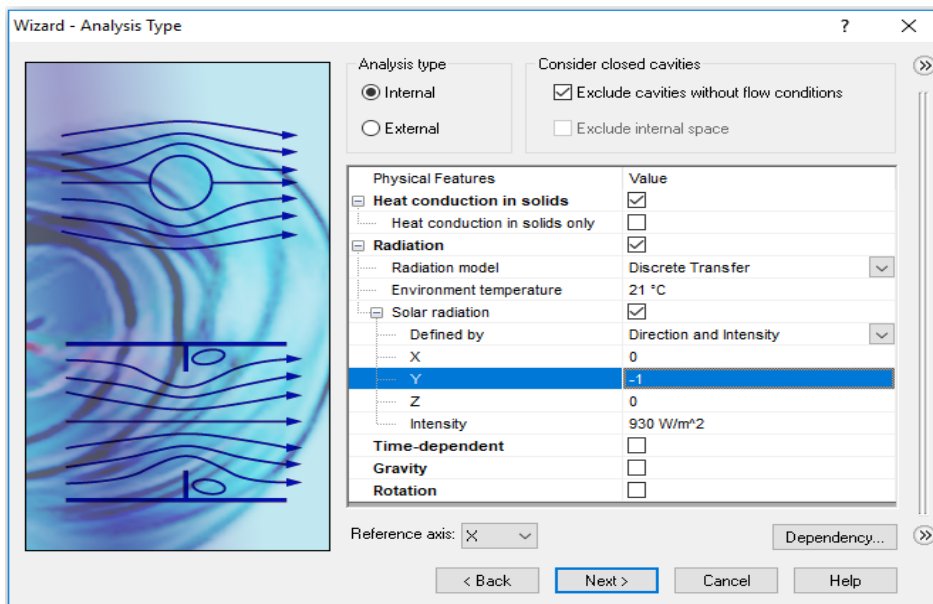 Wizard - Analysis Type
?
Analysis type
Internal
External
Consider closed cavities
Exclude cavities without flow conditions
Exclude internal space
Physical Features Value
Heat conduction in solids
Heat conduction in solids only
Radiation
Radiation model Discrete Transfer
Environment temperature 21 °C
Solar radiation
Defined by Direction and Intensity
X 0
Y -1
Z 0
Intensity 930 W/m^2
Time-dependent
Gravity
Rotation
Reference axis: X
Dependency...
< Back Next > Cancel Help